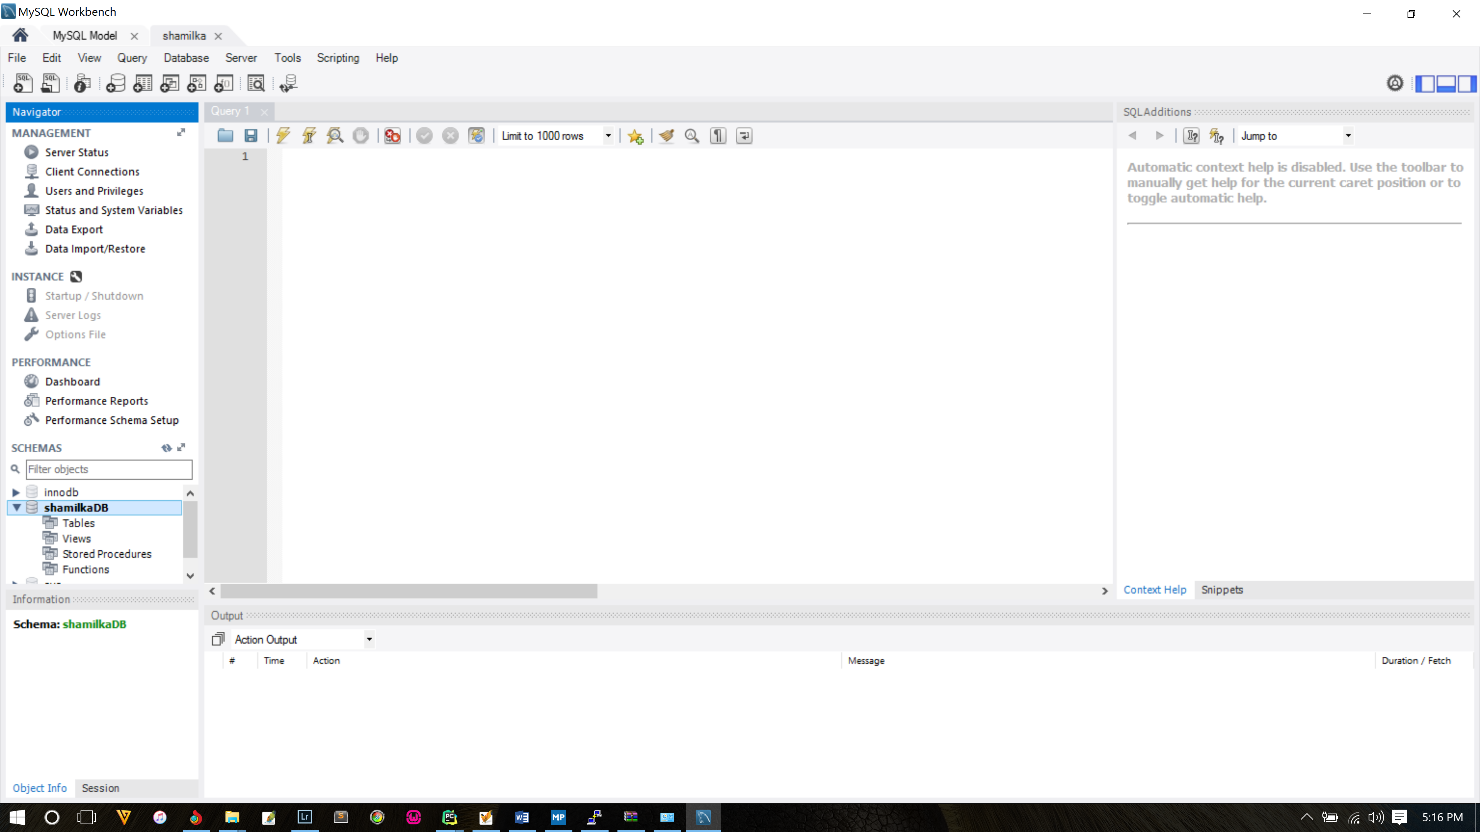 MySQL Workbench
MySQL Model
shamilka
File Edit View Query Database Server Tools Scripting Help
Navigator
MANAGEMENT
Server Status
Client Connections
Users and Privileges
Status and System Variables
Data Export
Data Import/Restore
INSTANCE
Startup / Shutdown
Server Logs
Options File
PERFORMANCE
Dashboard
Performance Reports
Performance Schema Setup
SCHEMAS
Filter objects
innodb
shamilkaDB
Tables
Views
Stored Procedures
Functions
Information
Schema: shamilkaDB
Object Info Session
Query 1
Limit to 1000 rows
1
SQLAdditions
Jump to
Automatic context help is disabled. Use the toolbar to
manually get help for the current caret position or to
toggle automatic help.
Context Help Snippets
Output
Action Output
# Time Action Message Duration / Fetch
5:16 PM